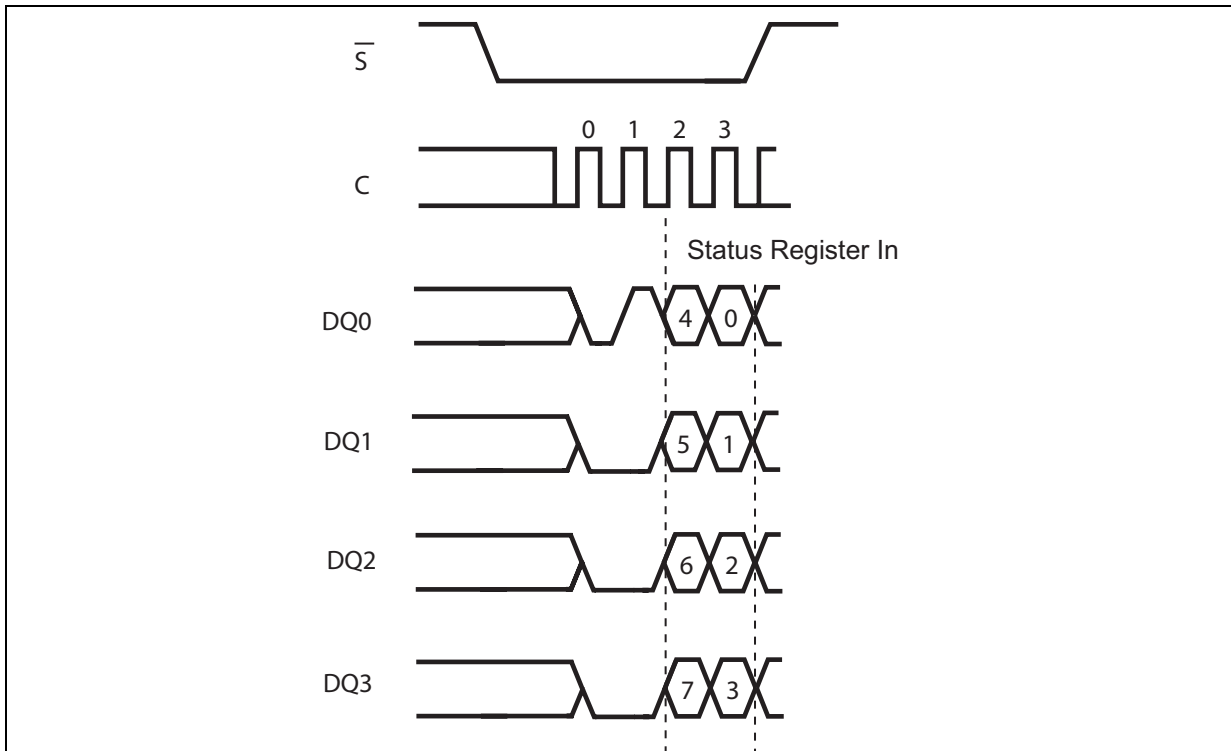 S
0 1 2 3
C
Status Register In
DQ0 4 0
DQ1 5 1
DQ2 6 2
DQ3 7 3